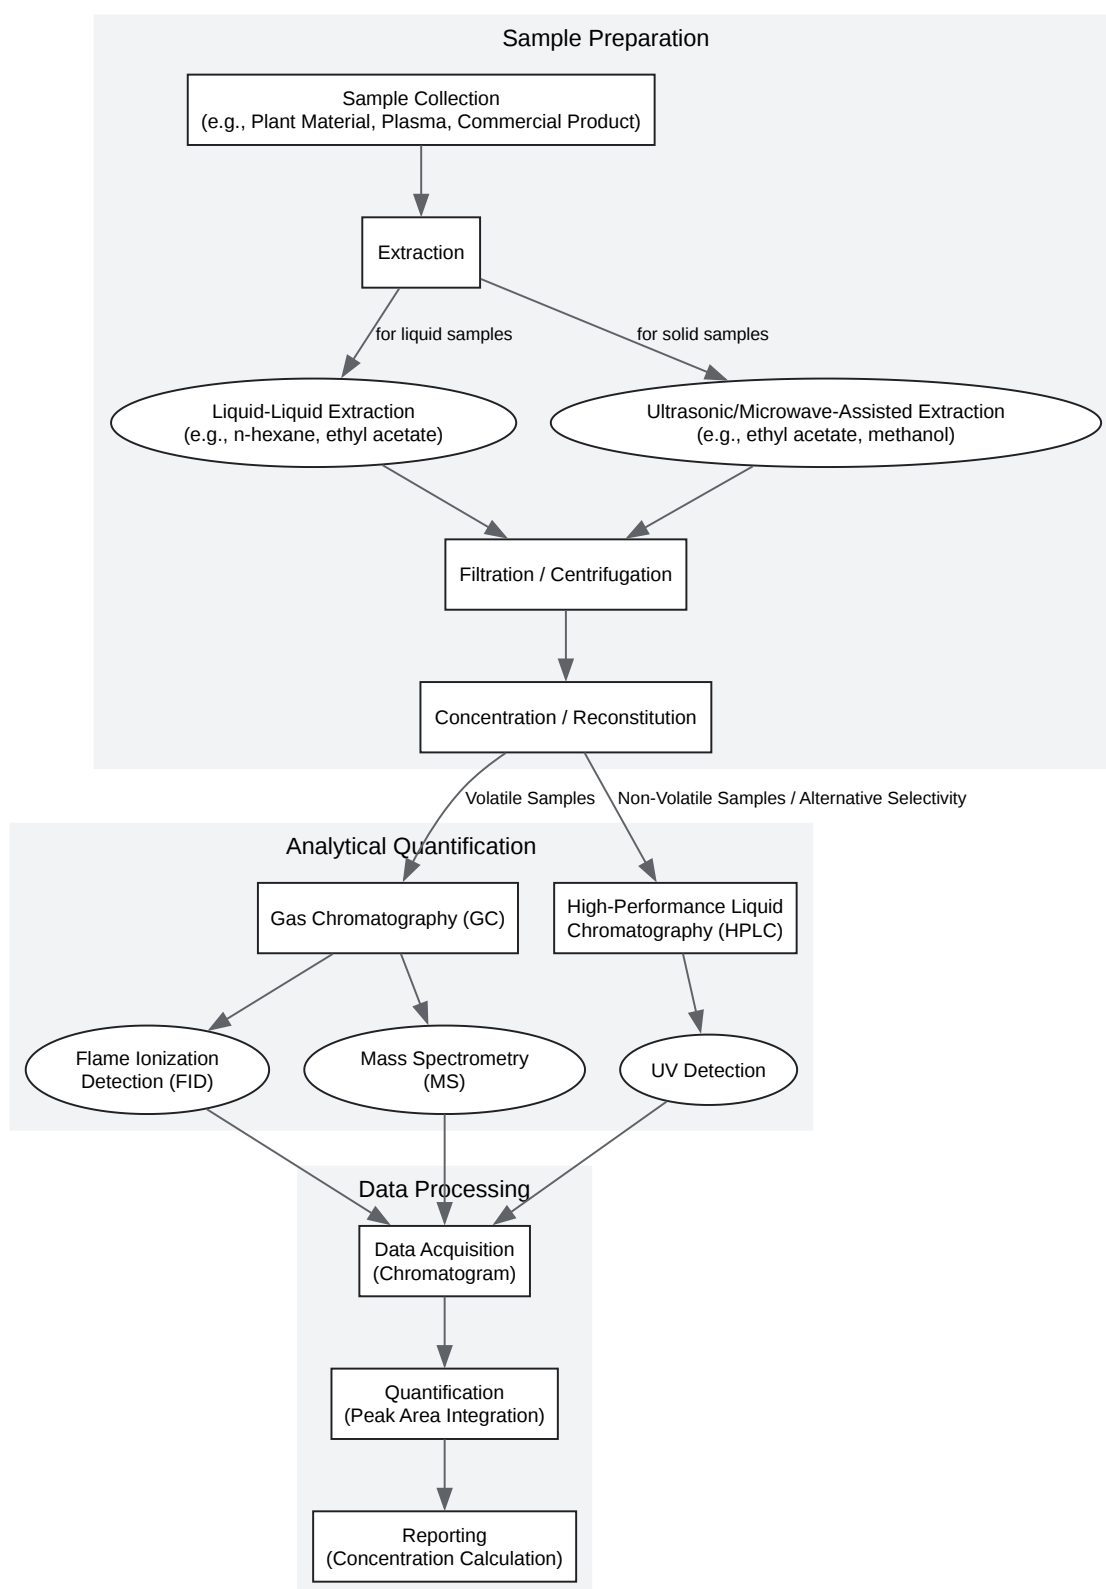 Sample Preparation
Sample Collection
(e.g., Plant Material, Plasma, Commercial Product)
Extraction
for liquid samples
for solid samples
Liquid-Liquid Extraction
(e.g., n-hexane, ethyl acetate)
Ultrasonic/Microwave-Assisted Extraction
(e.g., ethyl acetate, methanol)
Filtration / Centrifugation
Concentration / Reconstitution
Volatile Samples
Non-Volatile Samples / Alternative Selectivity
Analytical Quantification
Gas Chromatography (GC)
High-Performance Liquid
Chromatography (HPLC)
Flame Ionization
Detection (FID)
Mass Spectrometry
(MS)
UV Detection
Data Processing
Data Acquisition
(Chromatogram)
Quantification
(Peak Area Integration)
Reporting
(Concentration Calculation)